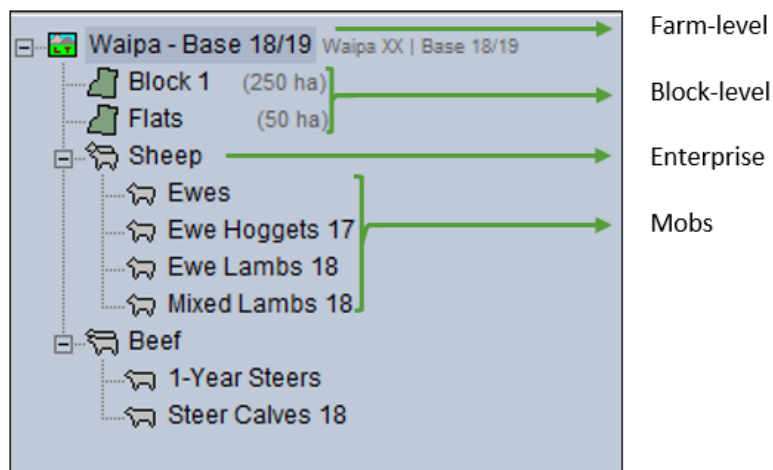 Waipa - Base 18/19 Waipa XX | Base 18/19 Farm-level
Block 1 (250 ha) Block-level
Flats (50 ha)
Sheep Enterprise
Ewes
Ewe Hoggets 17 Mobs
Ewe Lambs 18
Mixed Lambs 18
Beef
1-Year Steers
Steer Calves 18